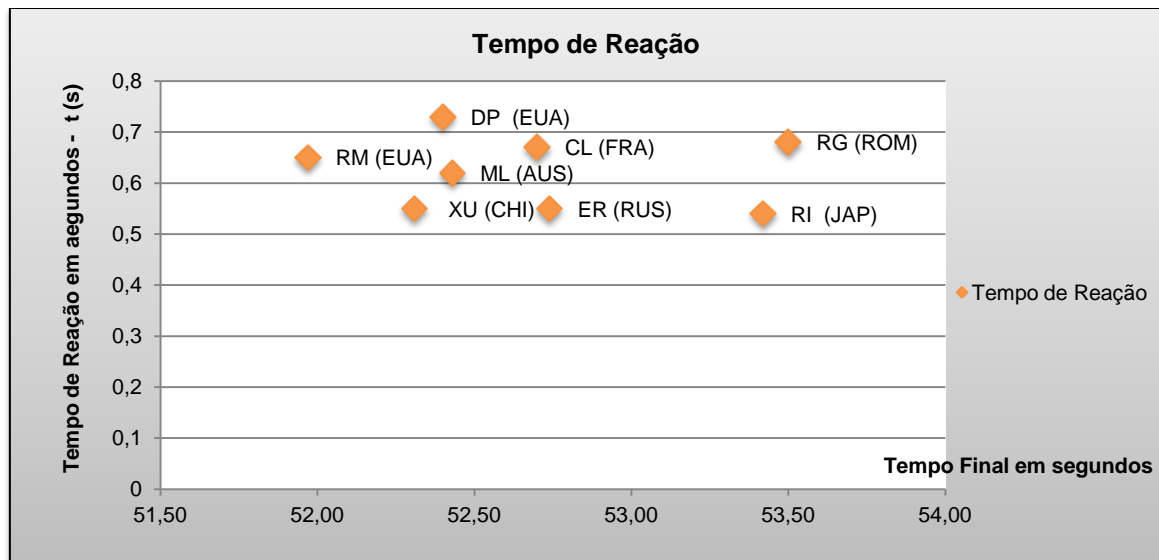 Tempo de Reação
Tempo de Reação em aegundos - t (s)
0,8
0,7
0,6
0,5
0,4
0,3
0,2
0,1
0
DP (EUA)
RM (EUA)
CL (FRA)
RG (ROM)
ML (AUS)
XU (CHI)
ER (RUS)
RI (JAP)
Tempo de Reação
Tempo Final em segundos
51,50 52,00 52,50 53,00 53,50 54,00